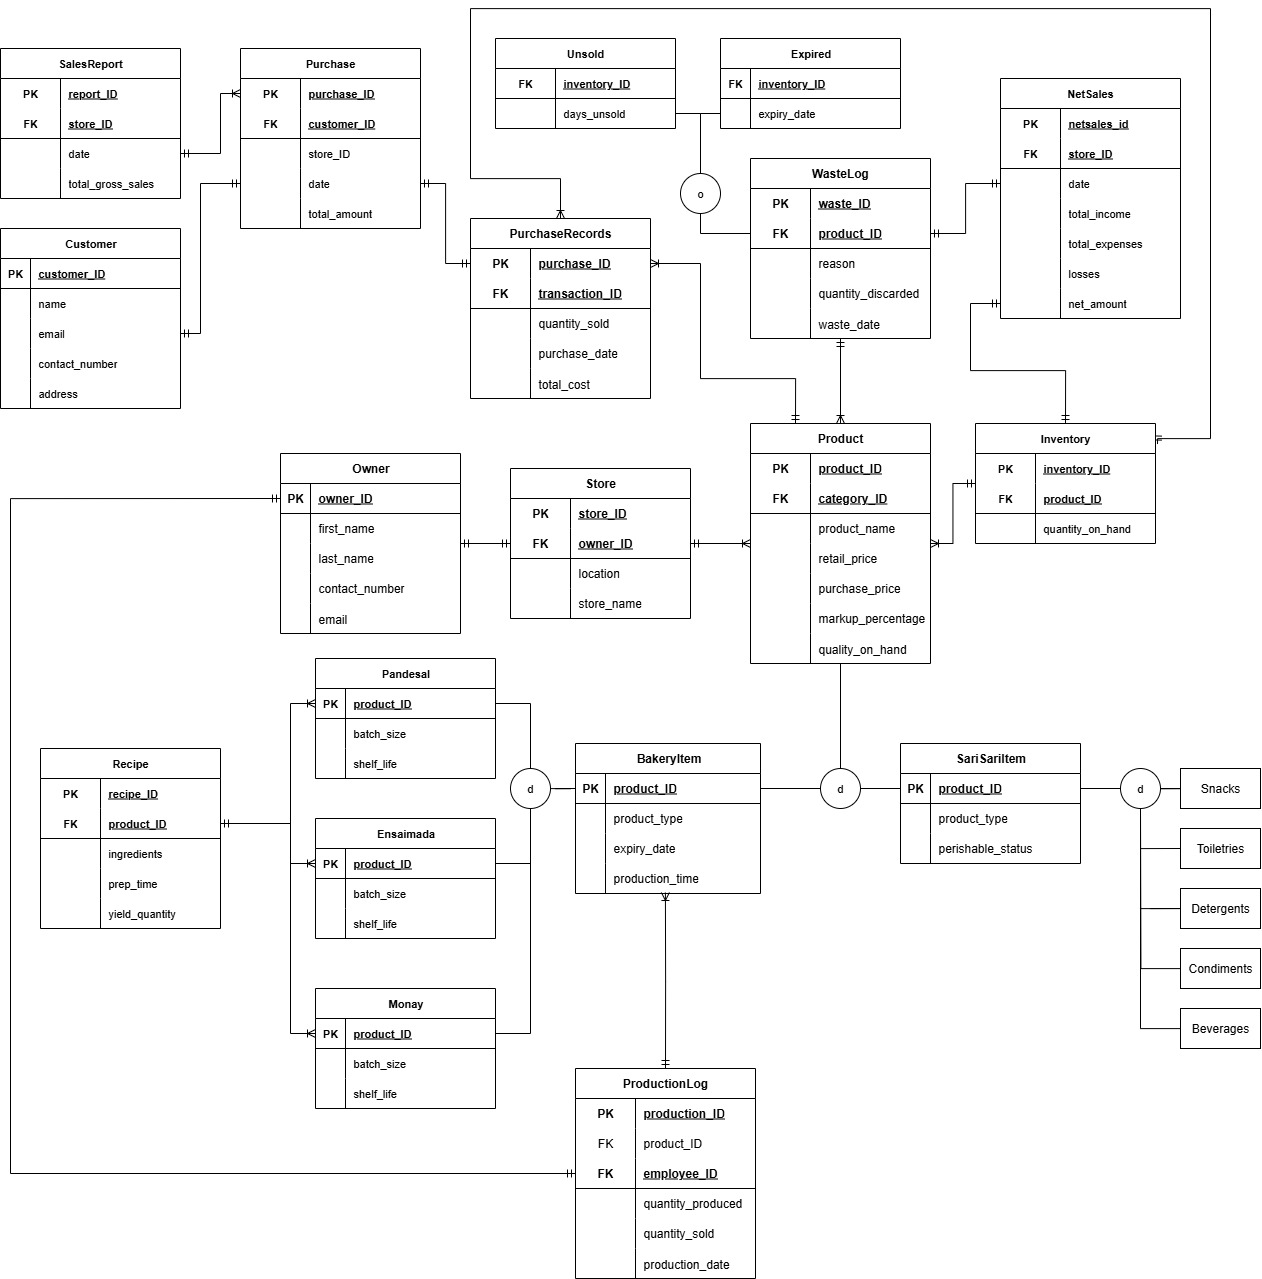 SalesReport
PK report_ID
FK store_ID
date
total_gross_sales
Purchase
PK purchase_ID
FK customer_ID
store_ID
date
total_amount
Customer
PK customer_ID
name
email
contact_number
address
Unsold
FK inventory_ID
days_unsold
Expired
FK inventory_ID
expiry_date
o
WasteLog
PK waste_ID
FK product_ID
reason
quantity_discarded
waste_date
NetSales
PK netsales_id
FK store_ID
date
total_income
total_expenses
losses
net_amount
PurchaseRecords
PK purchase_ID
FK transaction_ID
quantity_sold
purchase_date
total_cost
Owner
PK owner_ID
first_name
last_name
contact_number
email
Store
PK store_ID
FK owner_ID
location
store_name
Product
PK product_ID
FK category_ID
product_name
retail_price
purchase_price
markup_percentage
quality_on_hand
Inventory
PK inventory_ID
FK product_ID
quantity_on_hand
Recipe
PK recipe_ID
FK product_ID
ingredients
prep_time
yield_quantity
Pandesal
PK product_ID
batch_size
shelf_life
Ensaimada
PK product_ID
batch_size
shelf_life
Monay
PK product_ID
batch_size
shelf_life
d
BakeryItem
PK product_ID
product_type
expiry_date
production_time
d
SariSariItem
PK product_ID
product_type
perishable_status
d
Snacks
Toiletries
Detergents
Condiments
Beverages
ProductionLog
PK production_ID
FK product_ID
FK employee_ID
quantity_produced
quantity_sold
production_date